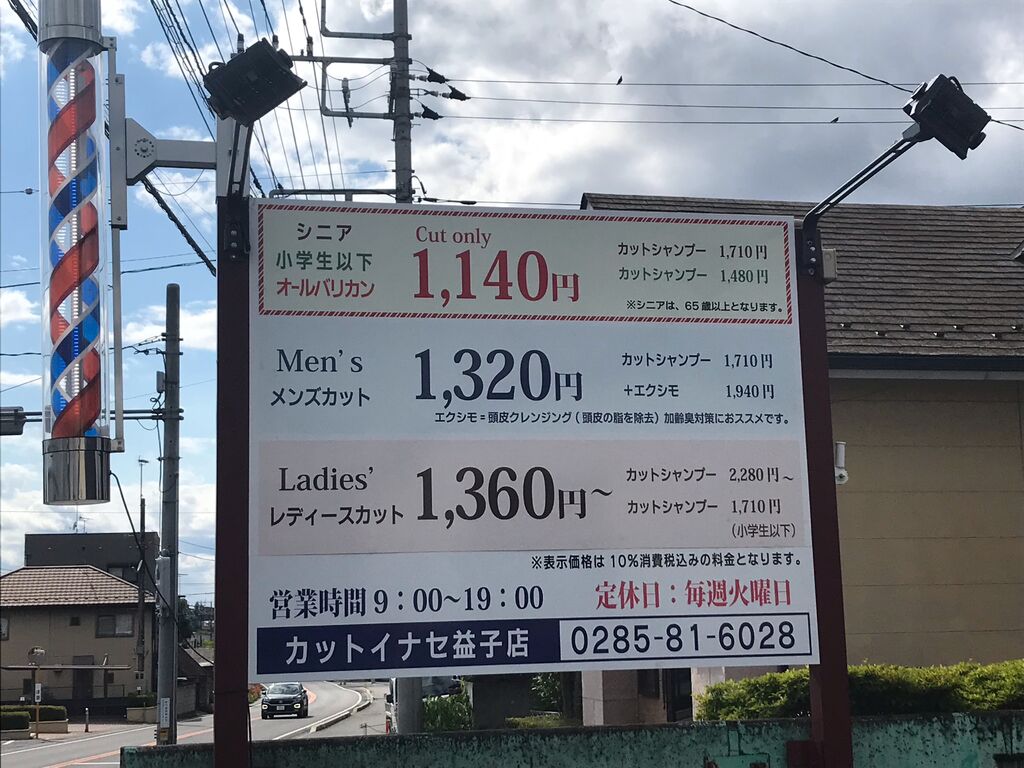 シニア
小学生以下
オールバリカン
Cut only
1,140円
カットシャンプー 1,710円
カットシャンプー 1,480円
※シニアは、65歳以上となります。
Men's
メンズカット
1,320円
カットシャンプー 1,710円
+エクシモ 1,940円
エクシモ=頭皮クレンジング(頭皮の脂を除去)加齢臭対策におススメです。
Ladies'
レディースカット
1,360円~
カットシャンプー 2,280円~
カットシャンプー 1,710円
(小学生以下)
※表示価格は10%消費税込みの料金となります。
営業時間 9:00~19:00
定休日:毎週火曜日
カットイナセ益子店
0285-81-6028